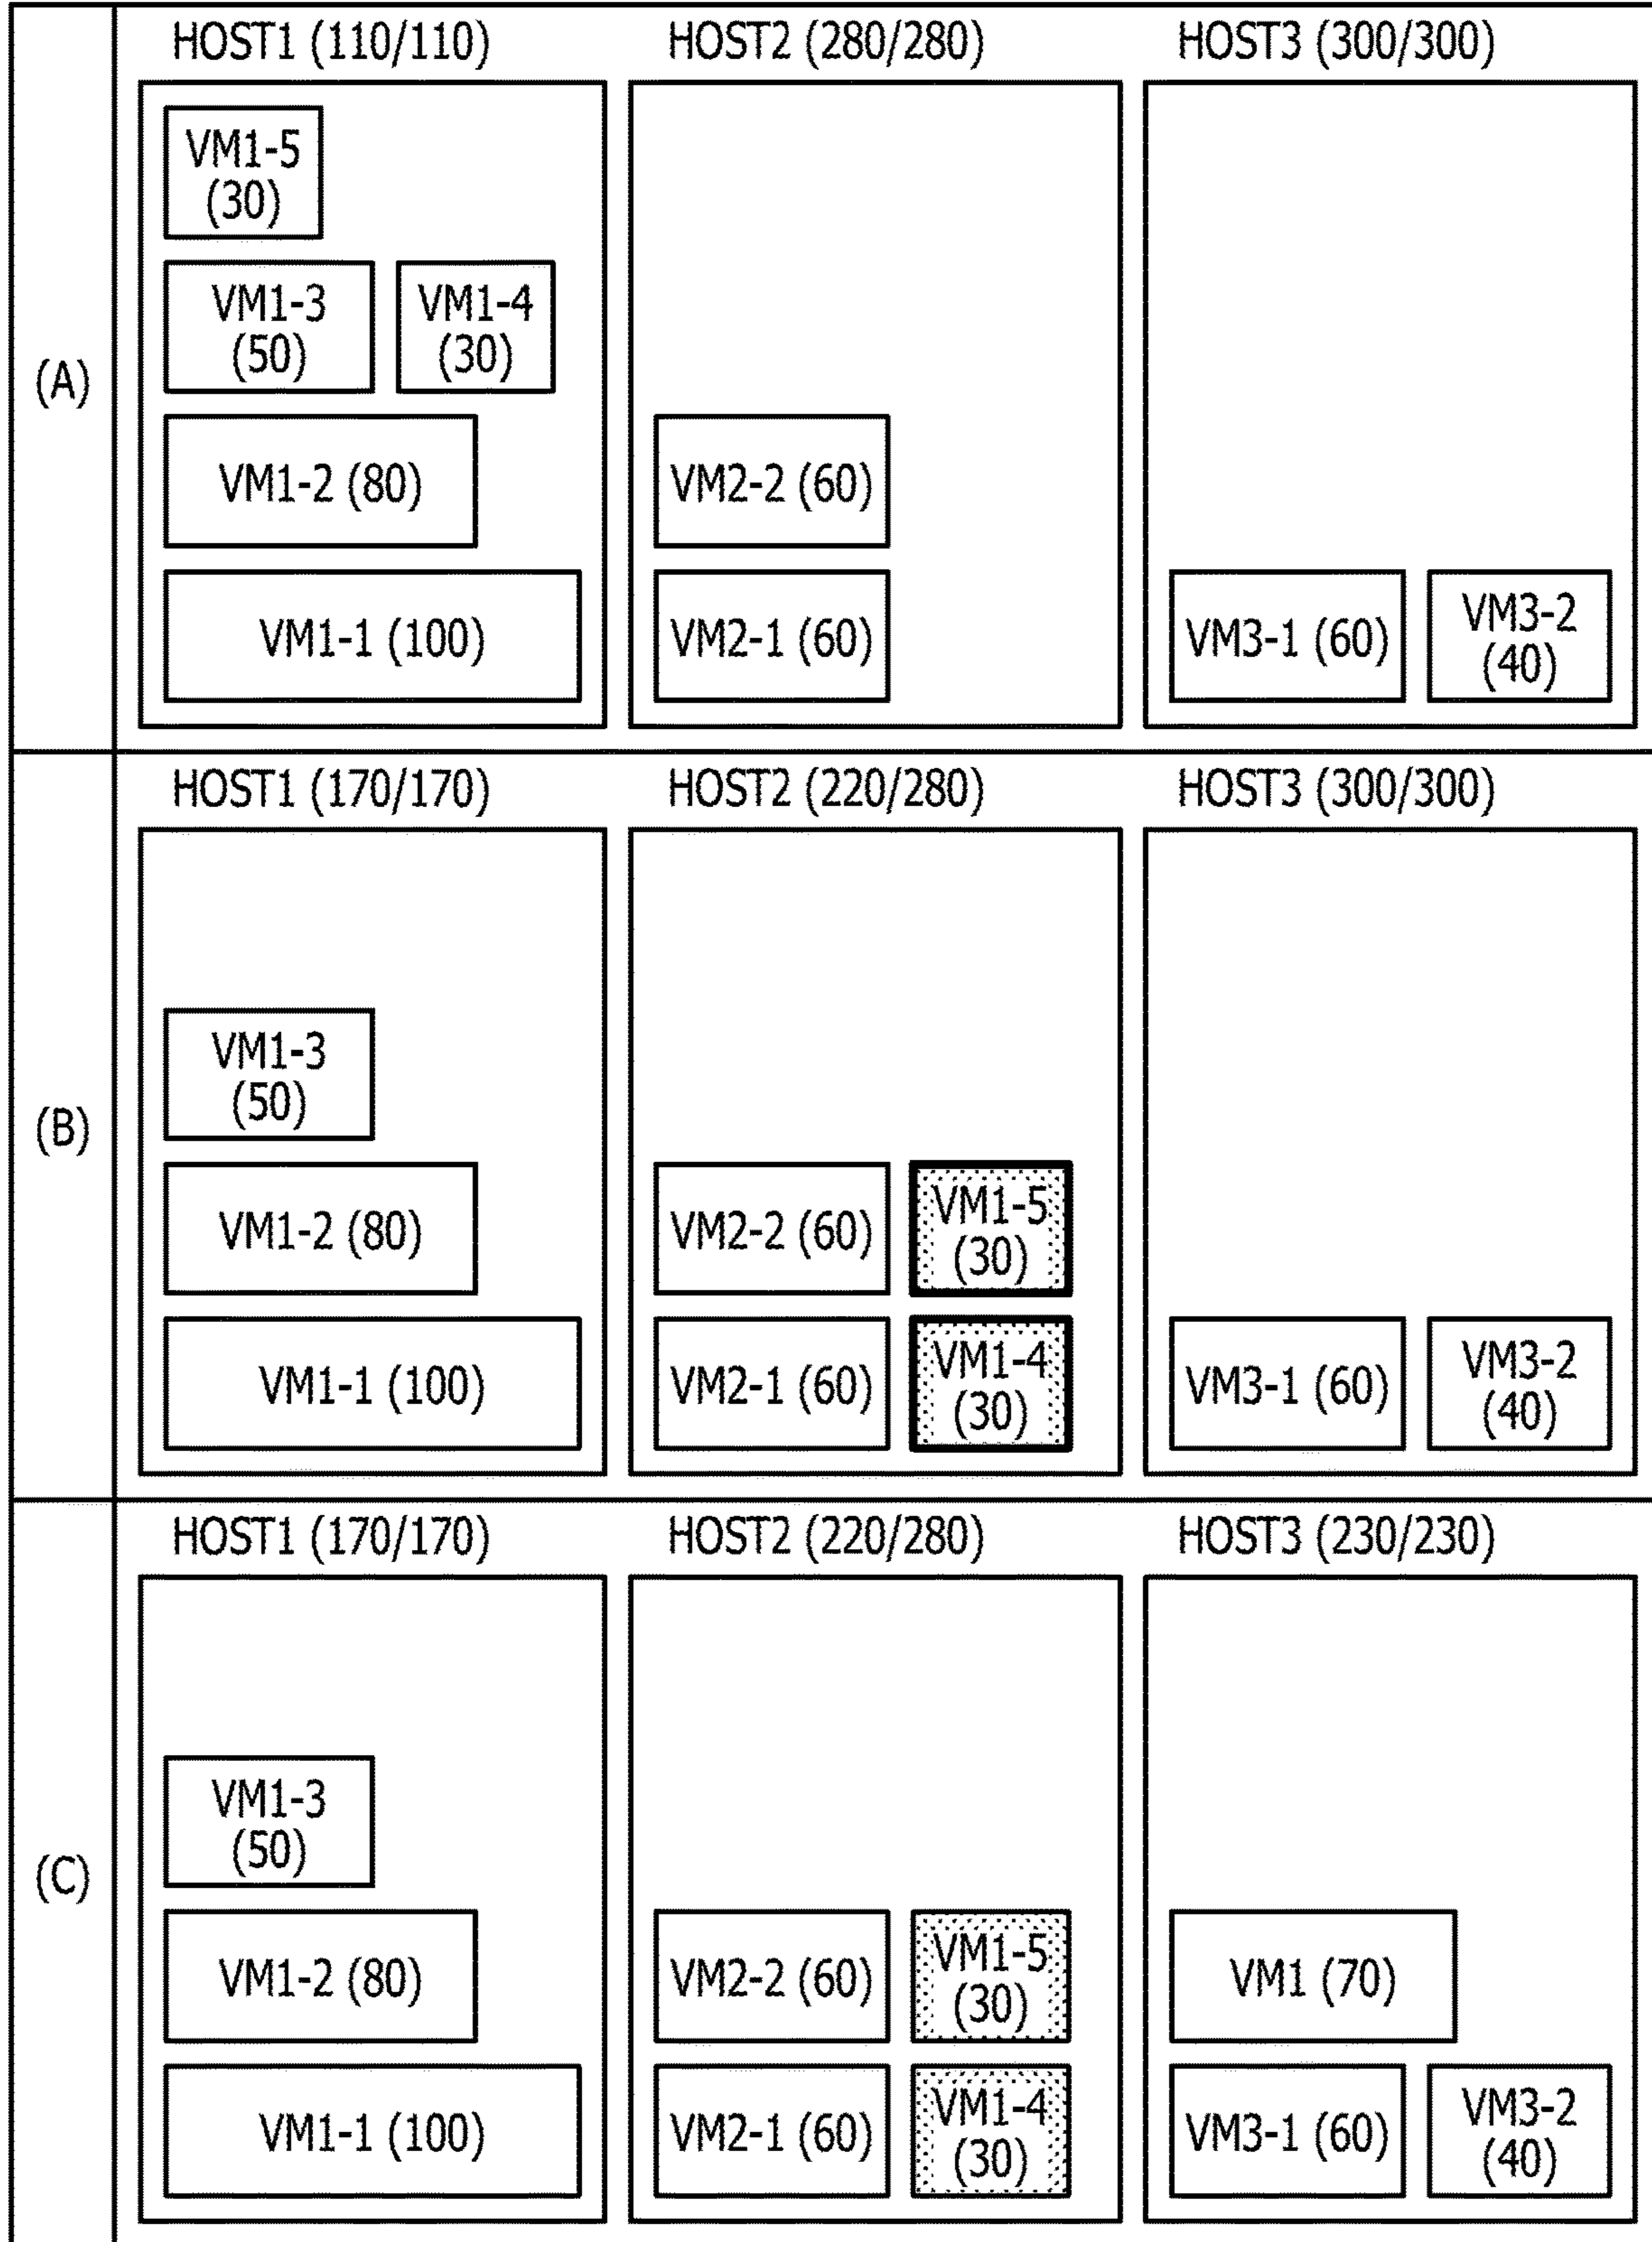 (A)
HOST1 (110/110)
HOST2 (280/280)
HOST3 (300/300)
VM1-5
(30)
VM1-3
(50)
VM1-4
(30)
VM1-2 (80)
VM1-1 (100)
VM2-2 (60)
VM2-1 (60)
VM3-1 (60)
VM3-2
(40)
(B)
HOST1 (170/170)
HOST2 (220/280)
HOST3 (300/300)
VM1-3
(50)
VM1-2 (80)
VM1-1 (100)
VM2-2 (60)
VM1-5
(30)
VM2-1 (60)
VM1-4
(30)
VM3-1 (60)
VM3-2
(40)
(C)
HOST1 (170/170)
HOST2 (220/280)
HOST3 (230/230)
VM1-3
(50)
VM1-2 (80)
VM1-1 (100)
VM2-2 (60)
VM1-5
(30)
VM2-1 (60)
VM1-4
(30)
VM1 (70)
VM3-1 (60)
VM3-2
(40)